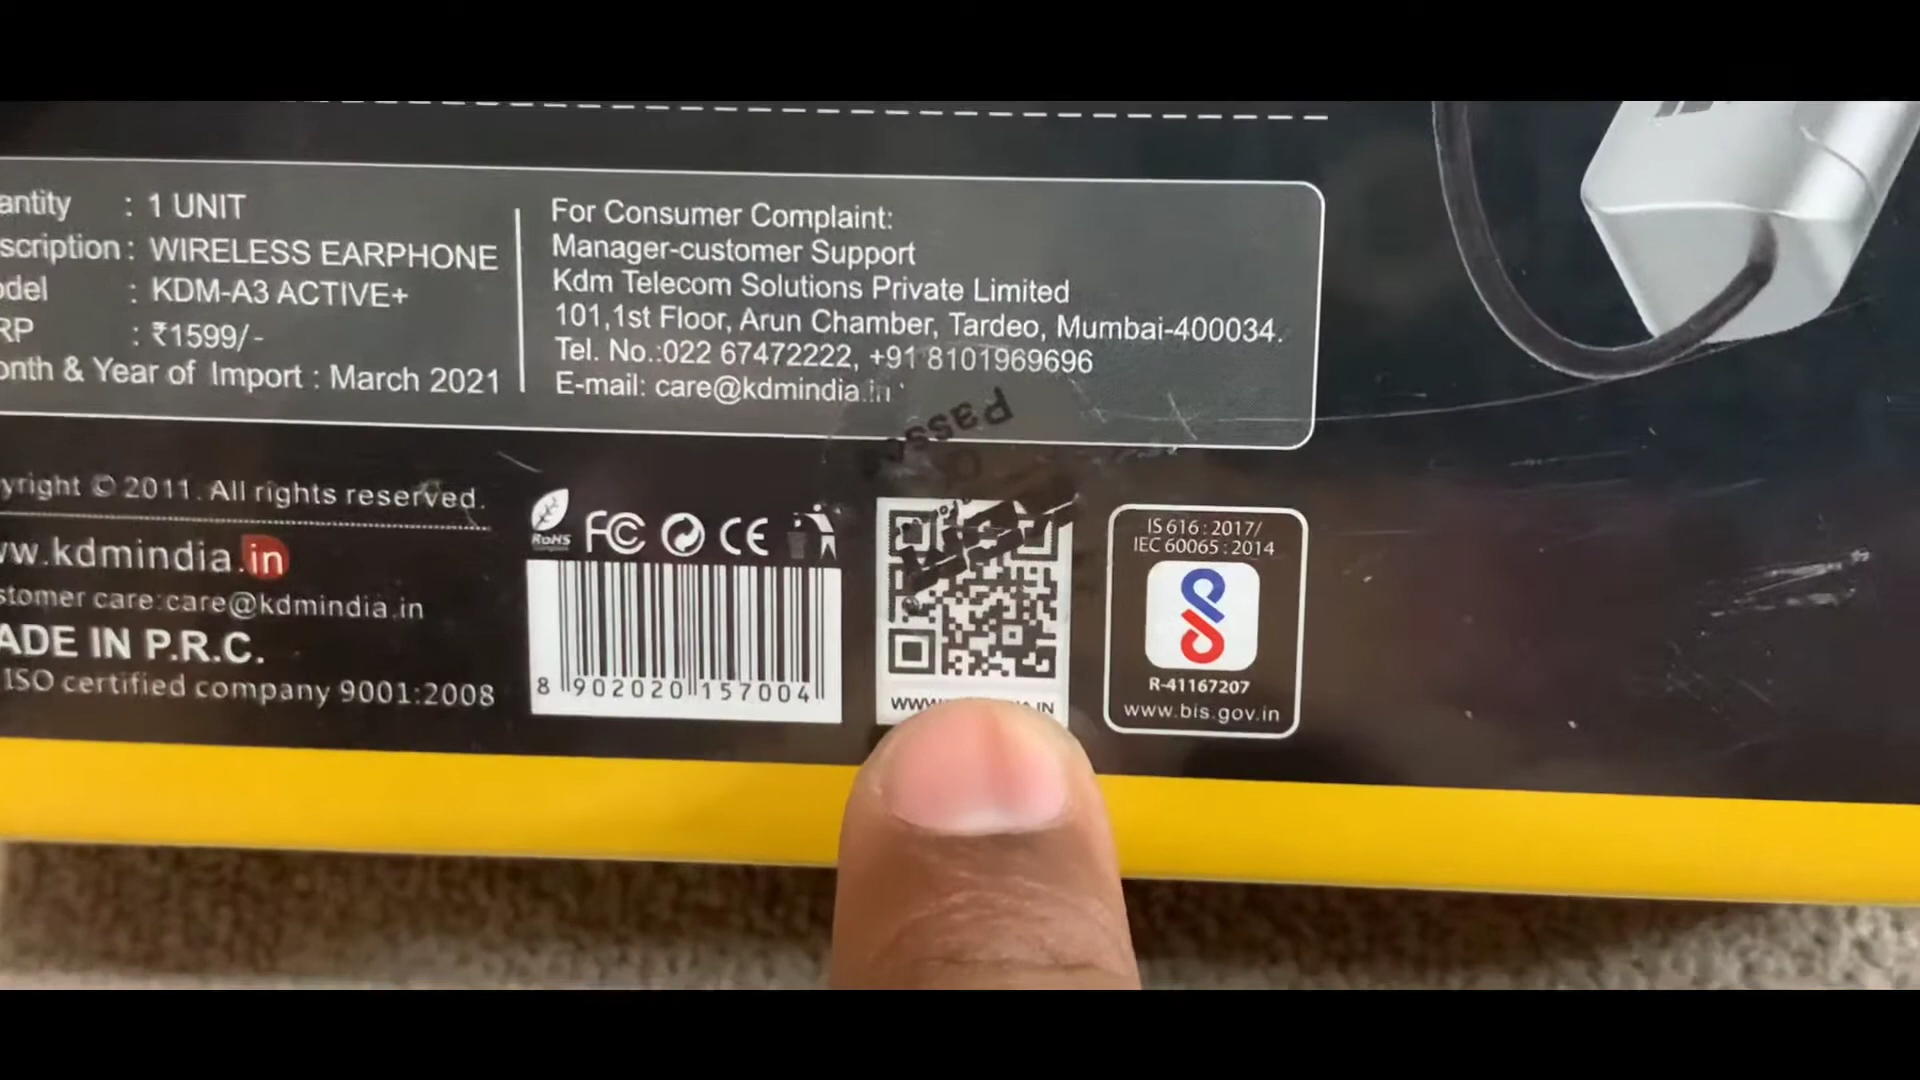 antity : 1 UNIT
scription : WIRELESS EARPHONE
odel : KDM-A3 ACTIVE+
RP : ₹1599/-
onth & Year of Import : March 2021
For Consumer Complaint:
Manager-customer Support
Kdm Telecom Solutions Private Limited
101,1st Floor, Arun Chamber, Tardeo, Mumbai-400034.
Tel. No.:022 67472222, +91 8101969696
E-mail: care@kdmindia.in
yright © 2011. All rights reserved.
w.kdmindia.in
stomer care:care@kdmindia.in
ADE IN P.R.C.
ISO certified company 9001:2008
RoHS
FC CE
8 902020 157004
IS 616 : 2017/
IEC 60065 : 2014
R-41167207
www.bis.gov.in